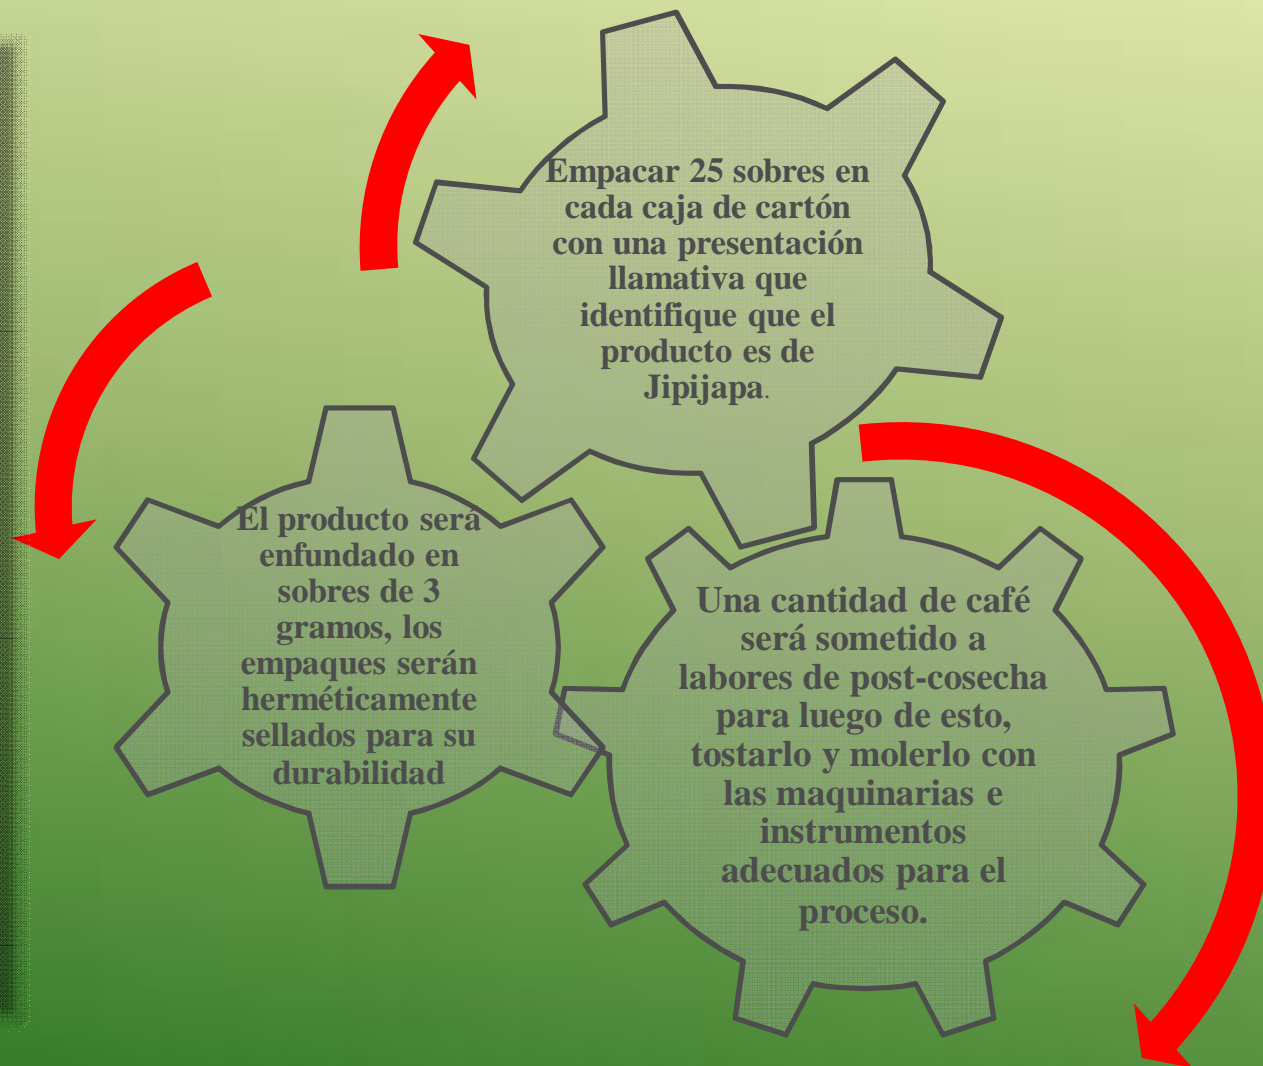 Empacar 25 sobres en
cada caja de cartón
con una presentación
llamativa que
identifique que el
producto es de
Jipijapa.
El producto será
enfundado en
sobres de 3
gramos, los
empaques serán
herméticamente
sellados para su
durabilidad
Una cantidad de café
será sometido a
labores de post-cosecha
para luego de esto,
tostarlo y molerlo con
las maquinarias e
instrumentos
adecuados para el
proceso.